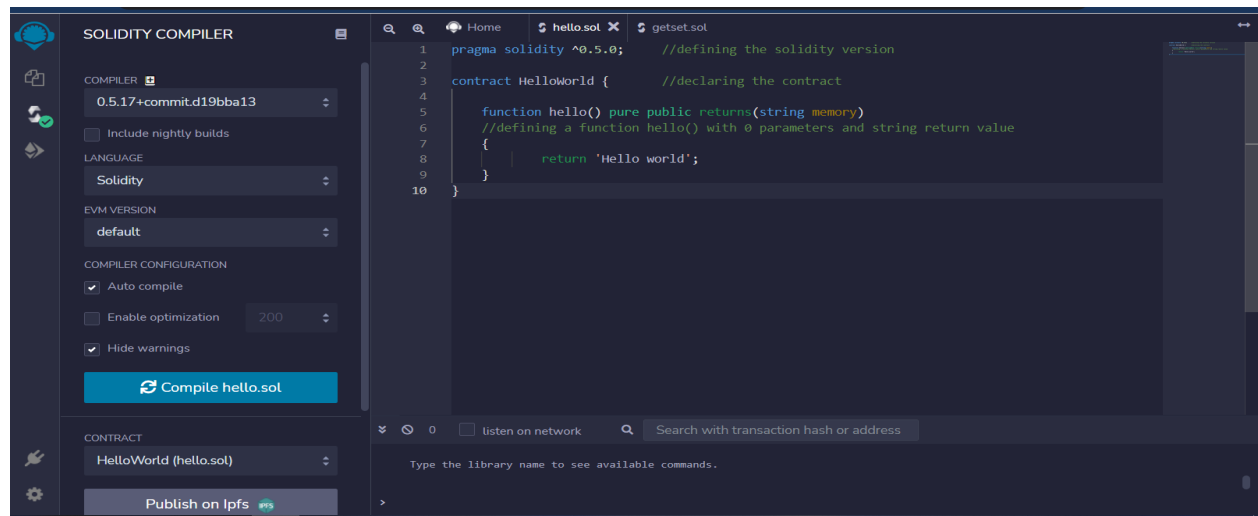 SOLIDITY COMPILER
COMPILER
0.5.17+commit.d19bba13
Include nightly builds
LANGUAGE
Solidity
EVM VERSION
default
COMPILER CONFIGURATION
Auto compile
Enable optimization 200
Hide warnings
Compile hello.sol
CONTRACT
HelloWorld (hello.sol)
Publish on Ipfs IPFS
Home hello.sol getset.sol
1 pragma solidity ^0.5.0; //defining the solidity version
2
3 contract HelloWorld { //declaring the contract
4
5 function hello() pure public returns(string memory)
6 //defining a function hello() with 0 parameters and string return value
7 {
8 return 'Hello world';
9 }
10 }
0 listen on network Search with transaction hash or address
Type the library name to see available commands.
>